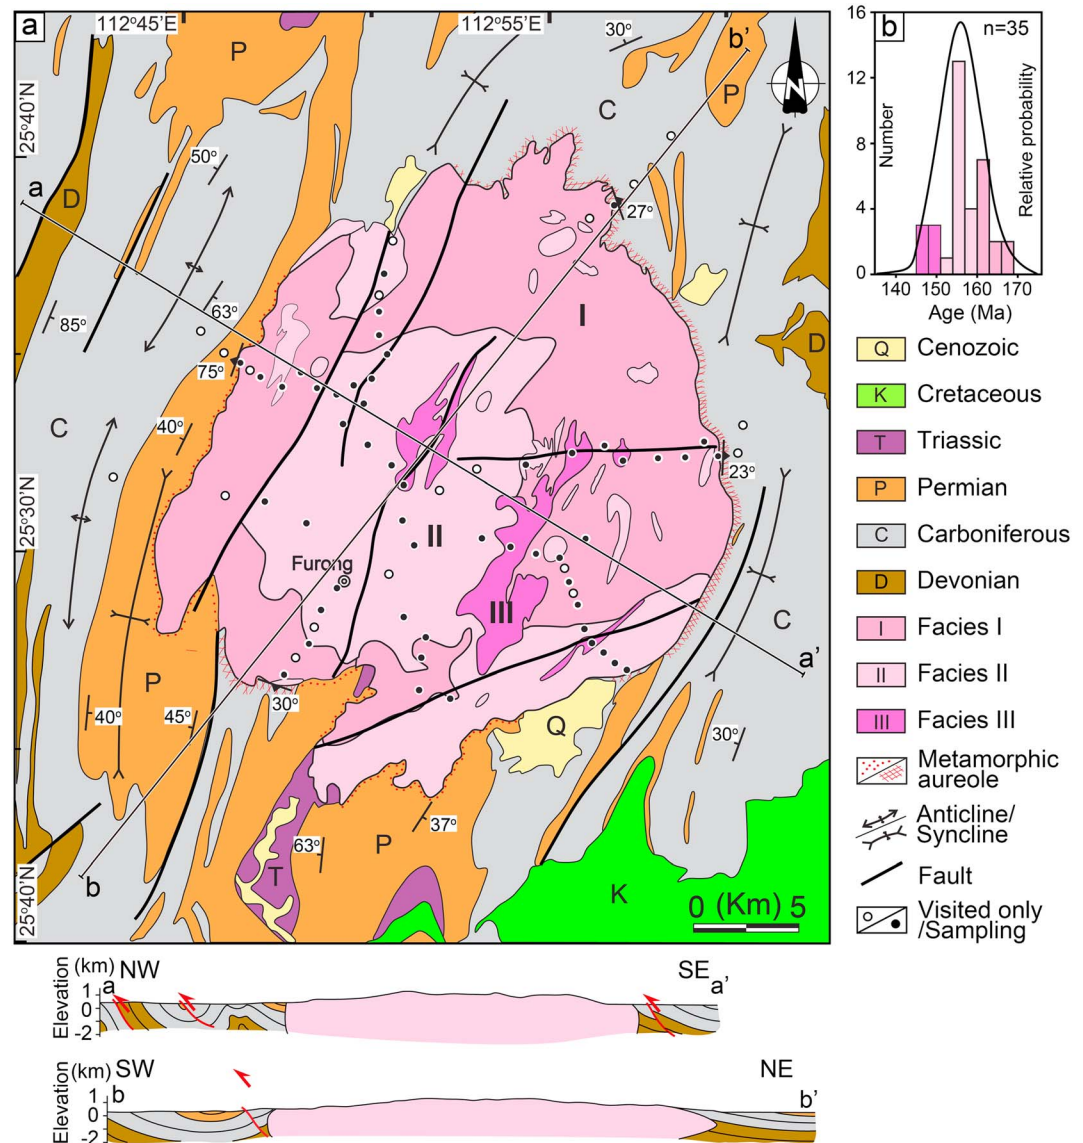 a
112°45'E
112°55'E
30°
b'
P
P
C
25°40'N
50°
a
D
27°
63°
85°
I
75°
D
C
40°
23°
25°30'N
II
Furong
III
C
a'
P
40°
45°
30°
30°
Q
37°
63°
P
T
b
K
25°40'N
0 (Km) 5
b
n=35
16
12
8
4
0
Number
Relative probability
140 150 160 170
Age (Ma)
Q Cenozoic
K Cretaceous
T Triassic
P Permian
C Carboniferous
D Devonian
I Facies I
II Facies II
III Facies III
Metamorphic
aureole
Anticline/
Syncline
Fault
Visited only
/Sampling
(km) NW
SE
a
a'
1
0
-2
Elevation
(km) SW
NE
b
b'
1
0
-2
Elevation